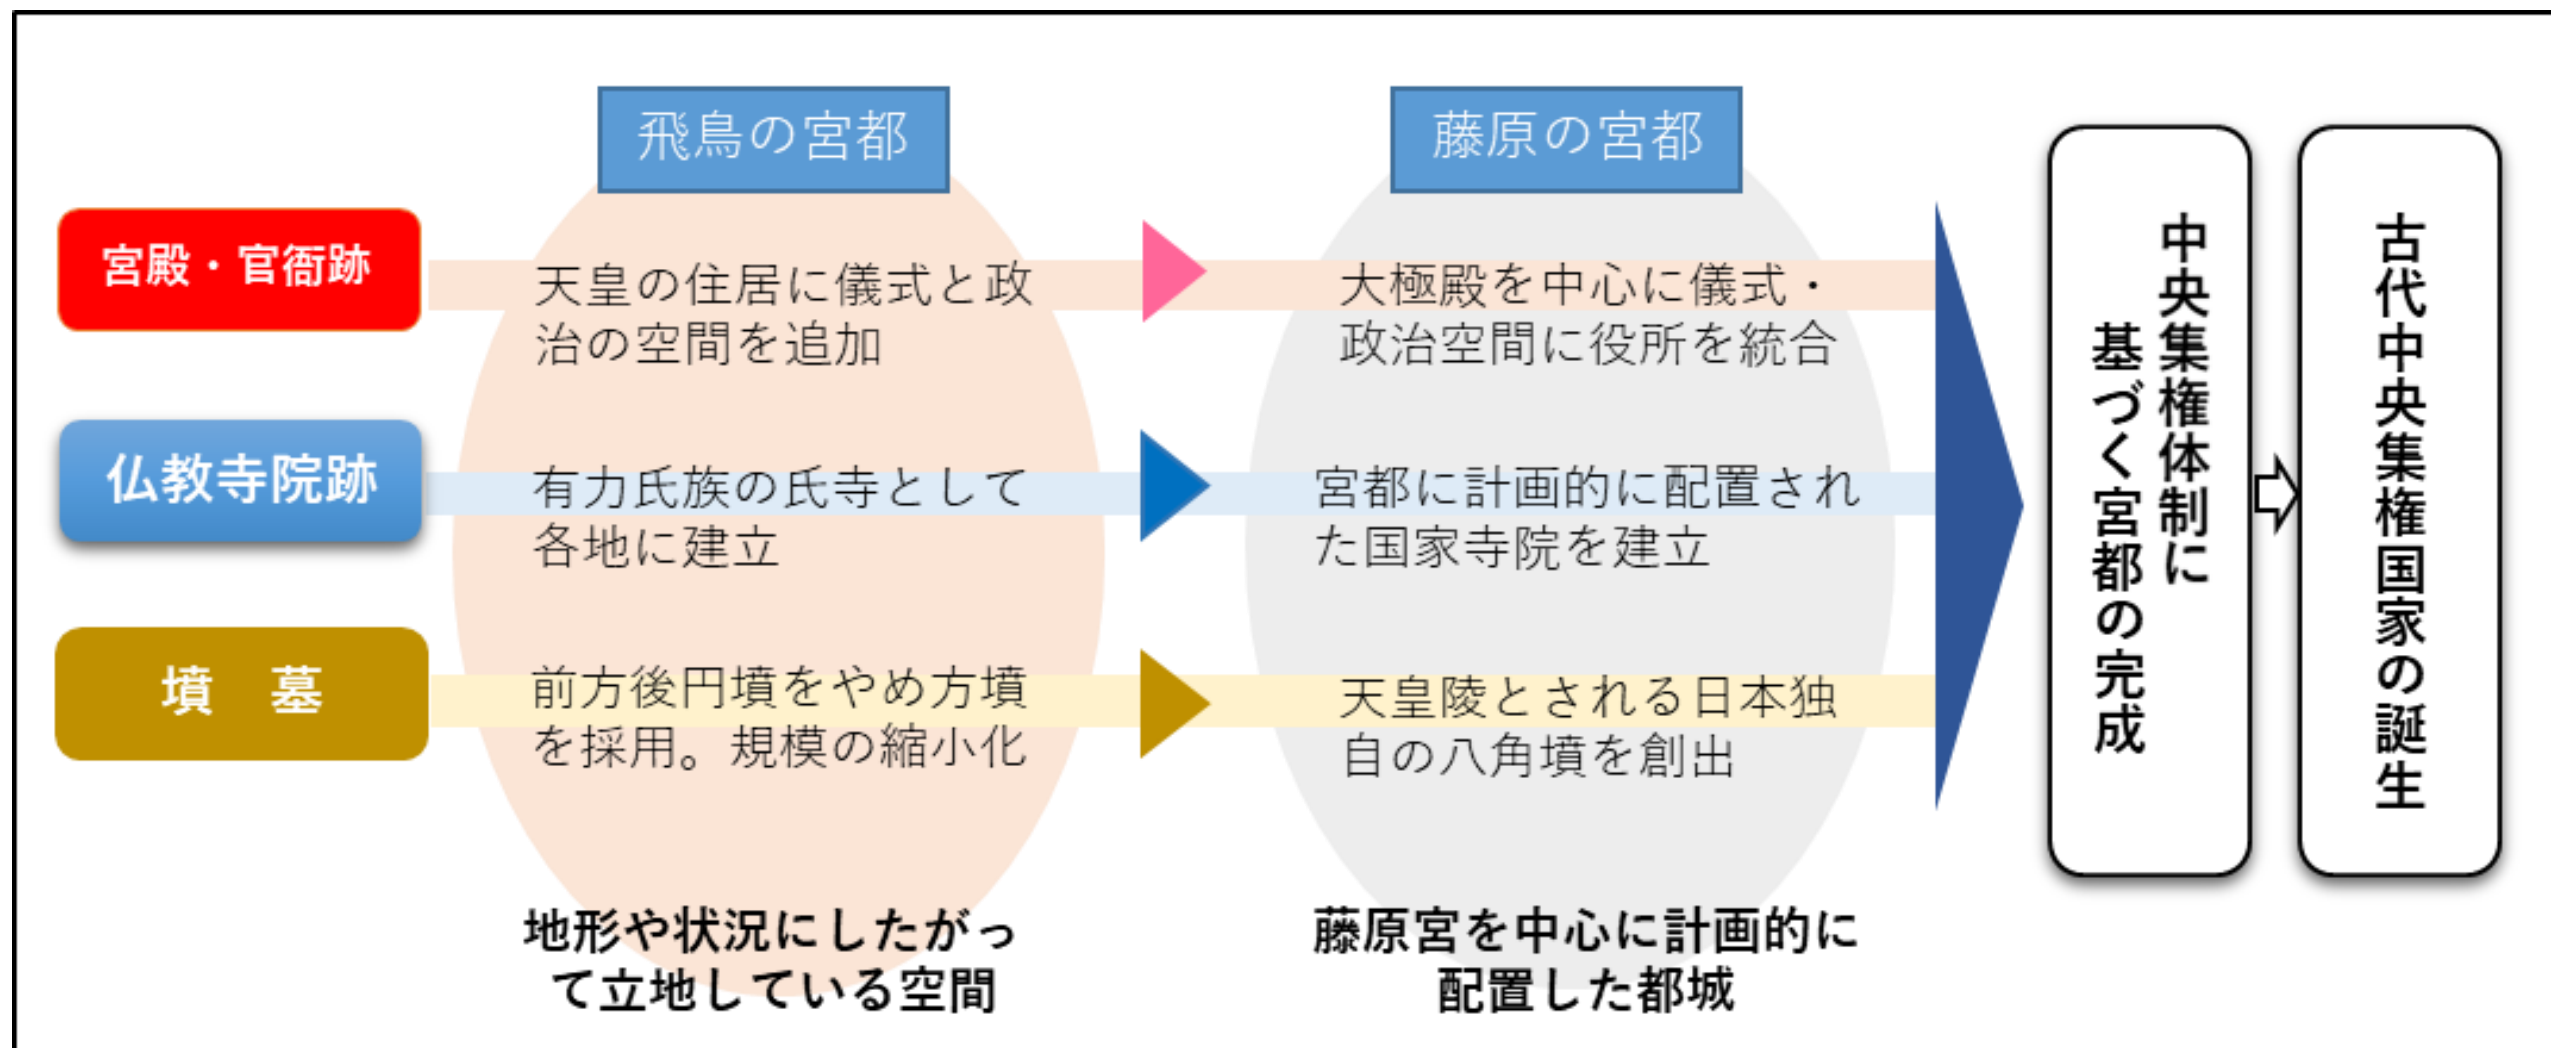 飛鳥の宮都
藤原の宮都
宮殿・官衙跡
天皇の住居に儀式と政
治の空間を追加
大極殿を中心に儀式・
政治空間に役所を統合
仏教寺院跡
有力氏族の氏寺として
各地に建立
宮都に計画的に配置され
た国家寺院を建立
墳　墓
前方後円墳をやめ方墳
を採用。規模の縮小化
天皇陵とされる日本独
自の八角墳を創出
地形や状況にしたがっ
て立地している空間
藤原宮を中心に計画的に
配置した都城
中央集権体制に
基づく宮都の完成
古代中央集権国家の誕生